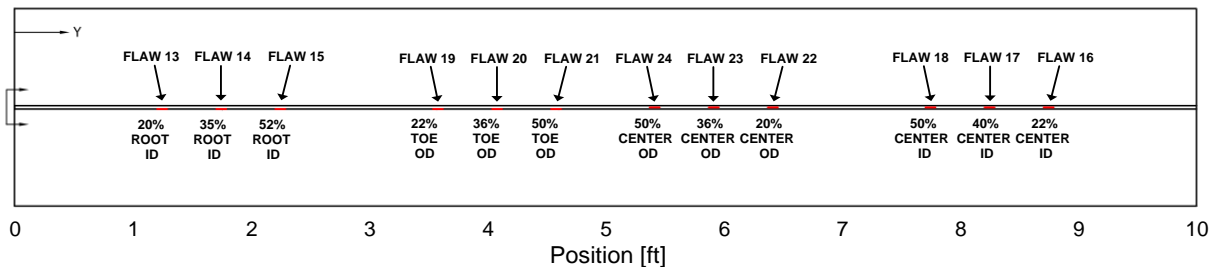 Y
FLAW 13 FLAW 14 FLAW 15 FLAW 19 FLAW 20 FLAW 21 FLAW 24 FLAW 23 FLAW 22 FLAW 18 FLAW 17 FLAW 16
20% 35% 52% 22% 36% 50% 50% 36% 20% 50% 40% 22%
ROOT ROOT ROOT TOE TOE TOE CENTER CENTER CENTER CENTER CENTER CENTER
ID ID ID OD OD OD OD OD OD ID ID ID
0 1 2 3 4 5 6 7 8 9 10
Position [ft]